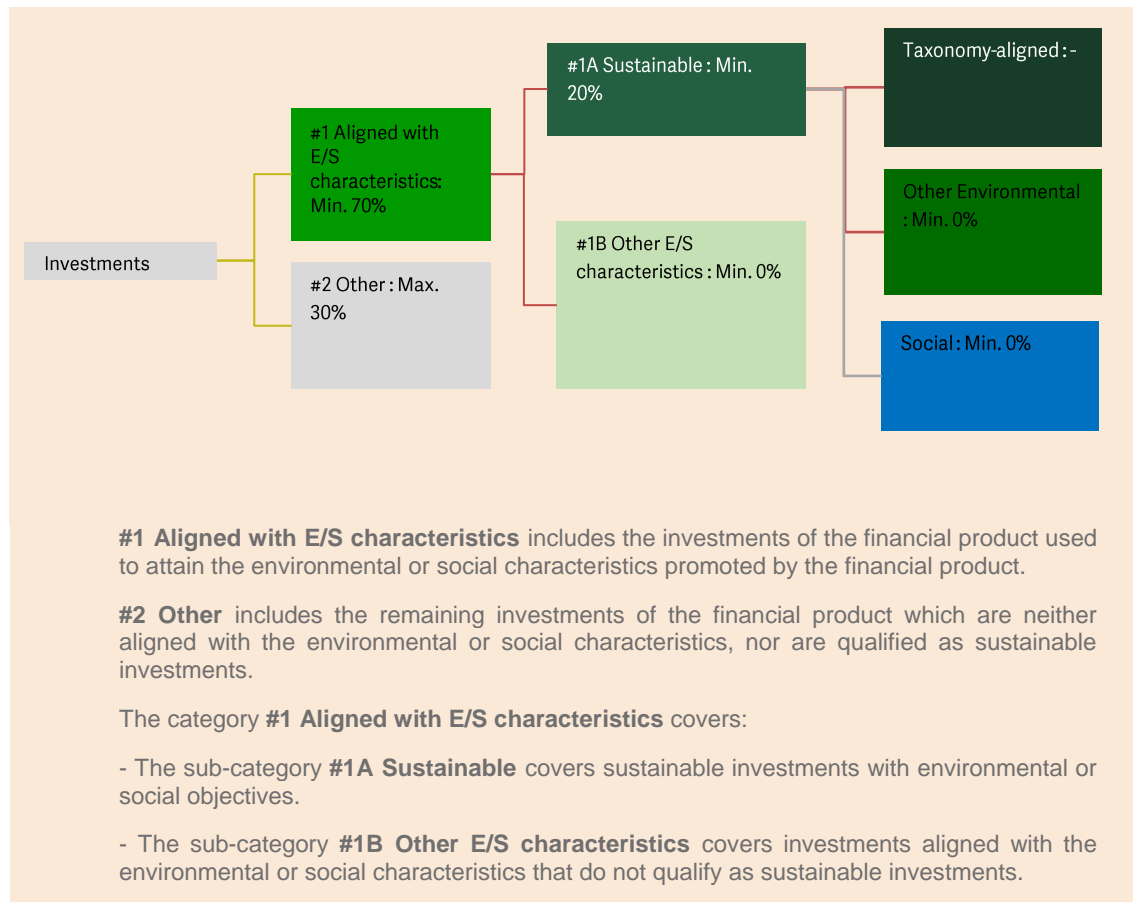 Investments
#1 Aligned with
E/S
characteristics:
Min. 70%
#2 Other : Max.
30%
#1A Sustainable : Min.
20%
#1B Other E/S
characteristics : Min. 0%
Taxonomy-aligned : -
Other Environmental
: Min. 0%
Social : Min. 0%
#1 Aligned with E/S characteristics includes the investments of the financial product used
to attain the environmental or social characteristics promoted by the financial product.
#2 Other includes the remaining investments of the financial product which are neither
aligned with the environmental or social characteristics, nor are qualified as sustainable
investments.
The category #1 Aligned with E/S characteristics covers:
- The sub-category #1A Sustainable covers sustainable investments with environmental or
social objectives.
- The sub-category #1B Other E/S characteristics covers investments aligned with the
environmental or social characteristics that do not qualify as sustainable investments.